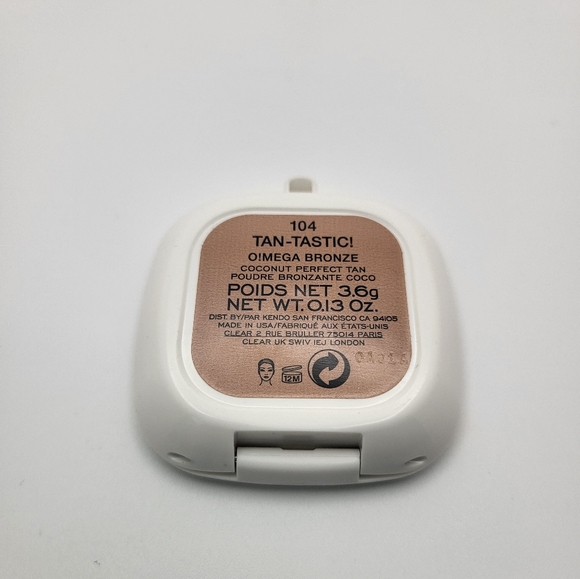 104
TAN-TASTIC!
O!MEGA BRONZE
COCONUT PERFECT TAN
POUDRE BRONZANTE COCO
POIDS NET 3.6g
NET WT. 0.13 Oz.
DIST. BY/PAR KENDO SAN FRANCISCO CA 94105
MADE IN USA/FABRIQUÉ AUX ÉTATS-UNIS
CLEAR 2 RUE BRULLER 75014 PARIS
CLEAR UK SW1V 1EJ LONDON
12M